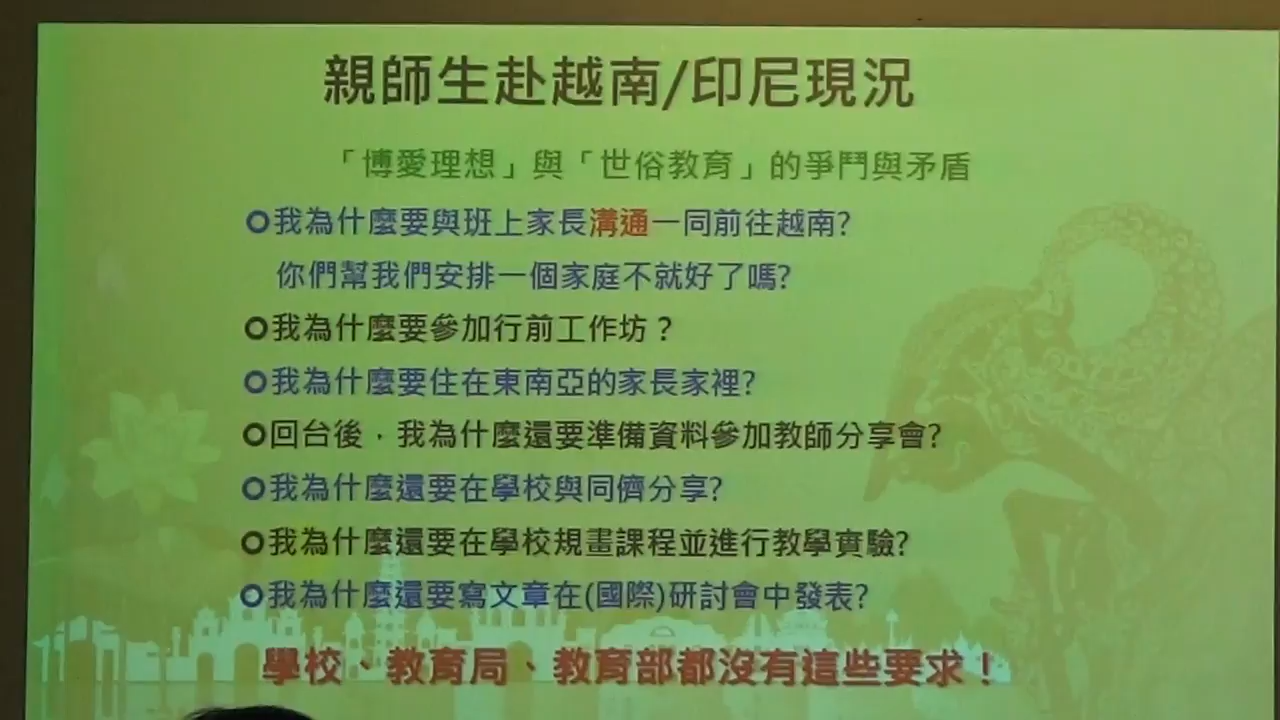 親師生赴越南/印尼現況
「博愛理想」與「世俗教育」的爭鬥與矛盾
我為什麼要與班上家長溝通一同前往越南?
你們幫我們安排一個家庭不就好了嗎?
我為什麼要參加行前工作坊？
我為什麼要住在東南亞的家長家裡?
回台後，我為什麼還要準備資料參加教師分享會?
我為什麼還要在學校與同儕分享?
我為什麼還要在學校規畫課程並進行教學實驗?
我為什麼還要寫文章在(國際)研討會中發表?
學校、教育局、教育部都沒有這些要求！